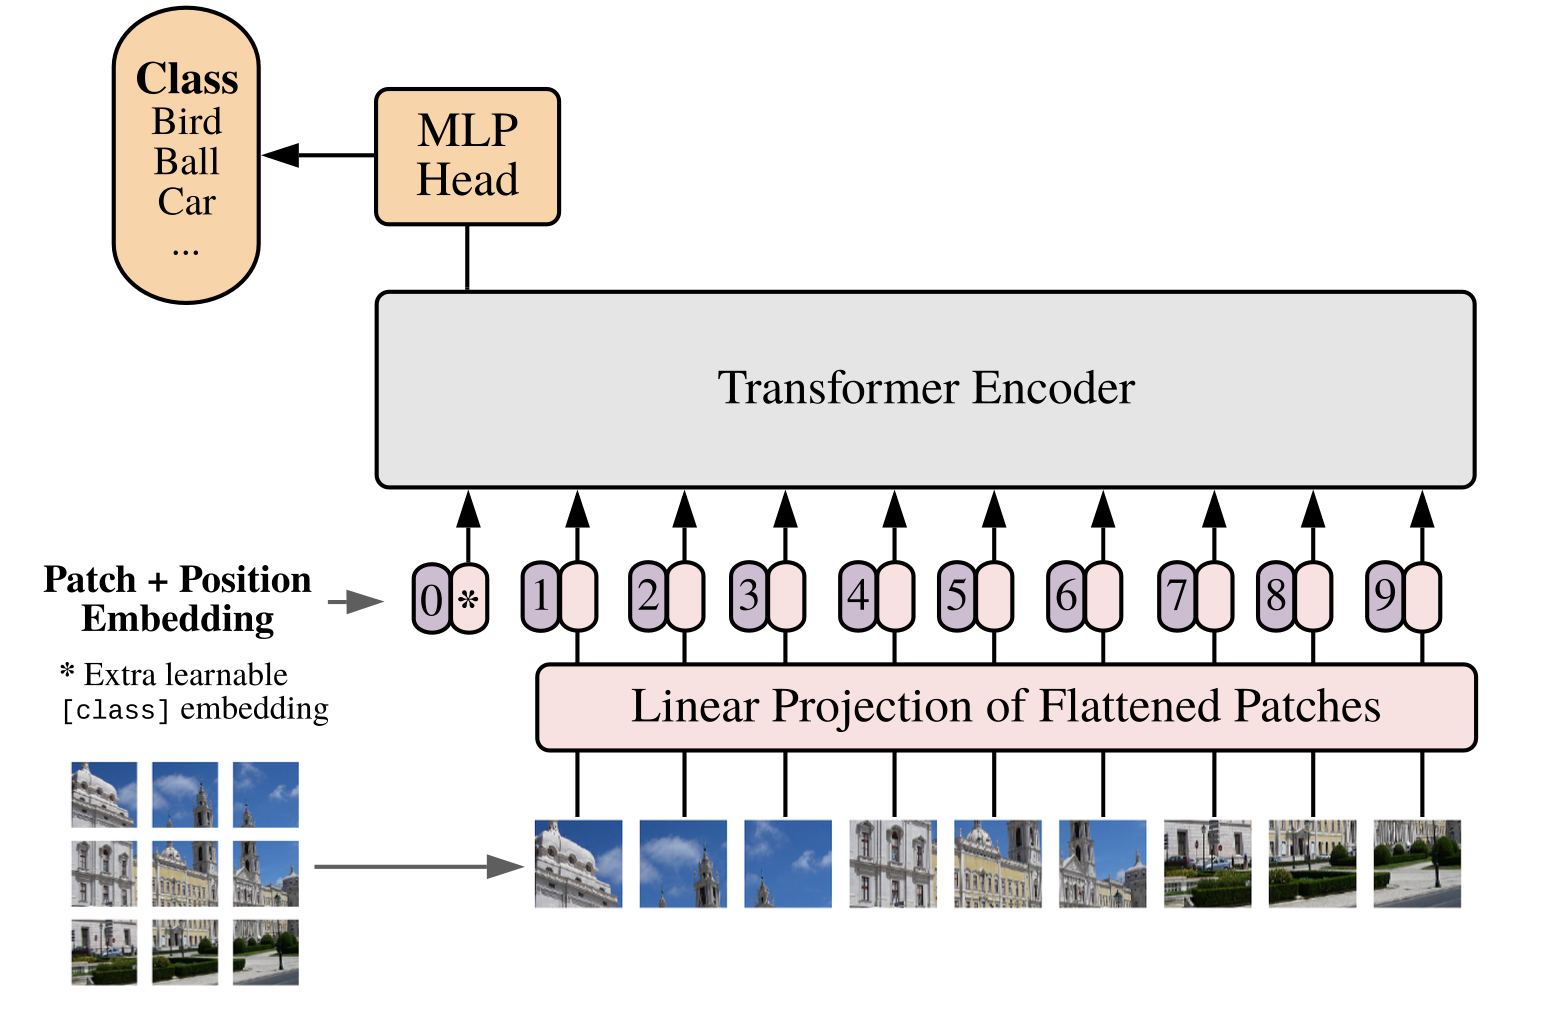 Class
Bird
Ball
Car
...
MLP
Head
Transformer Encoder
Patch + Position
Embedding
0 * 1 2 3 4 5 6 7 8 9
* Extra learnable
[class] embedding
Linear Projection of Flattened Patches